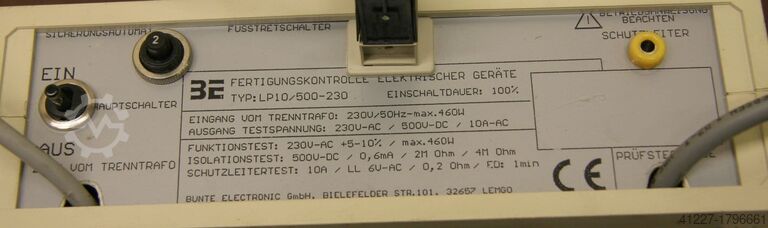 SICHERUNGSAUTOMAT
FUSSTRETSCHALTER
BETRIEBSANWEISUNG
BEACHTEN
SCHUTZLEITER
2
EIN
HAUPTSCHALTER
AUS
VOM TRENNTRAFO
BE FERTIGUNGSKONTROLLE ELEKTRISCHER GERÄTE
TYP: LP10/500-230 EINSCHALTDAUER: 100%
EINGANG VOM TRENNTRAFO: 230V/50Hz-max.460W
AUSGANG TESTSPANNUNG: 230V-AC / 500V-DC / 10A-AC
FUNKTIONSTEST: 230V-AC +5-10% / max.460W
ISOLATIONSTEST: 500V-DC / 0,6mA / 2M Ohm / 4M Ohm
SCHUTZLEITERTEST: 10A / LL 6V-AC / 0,2 Ohm / ED: 1min
BUNTE ELECTRONIC GmbH, BIELEFELDER STR.101, 32657 LEMGO
CE
41227-1796661